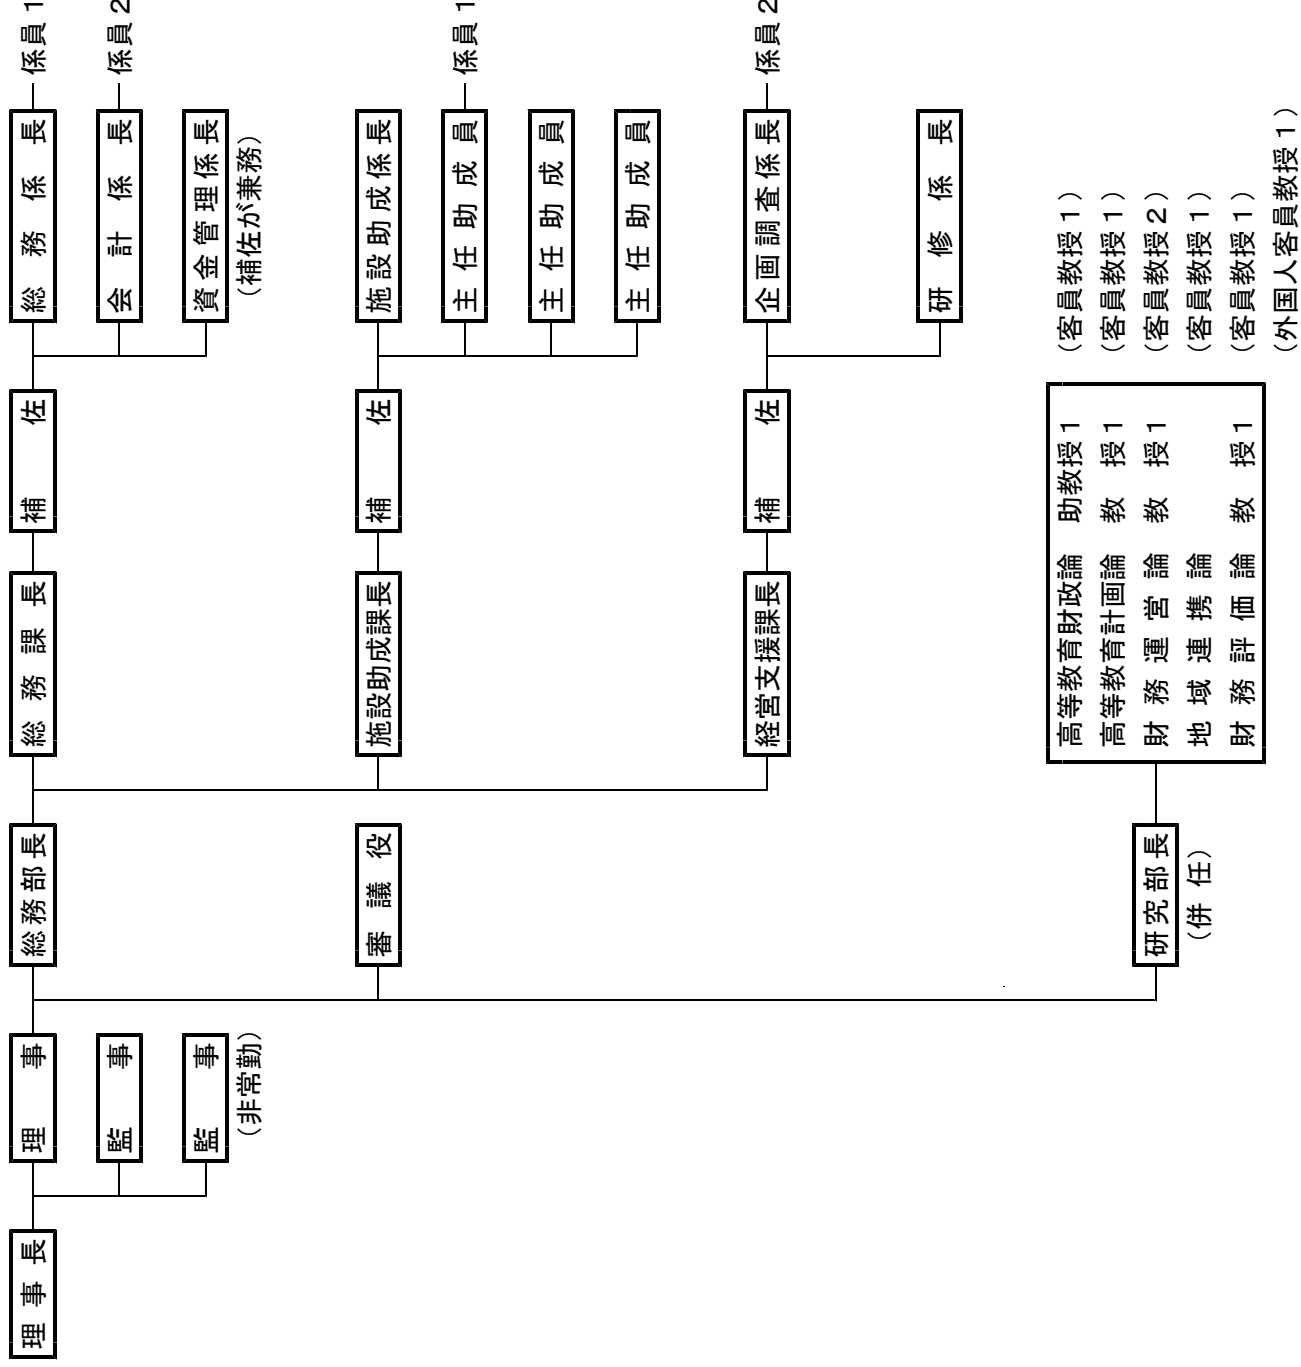 理事長
理事
監事
監事
（非常勤）
総務部長
審議役
研究部長
（併任）
総務課長
施設助成課長
経営支援課長
補佐
補佐
補佐
総務係長
係員１
会計係長
係員２
資金管理係長
（補佐が兼務）
施設助成係長
主任助成員
係員１
主任助成員
主任助成員
企画調査係長
係員２
研修係長
高等教育財政論 助教授１ （客員教授１）
高等教育計画論 教授１ （客員教授１）
財務運営論 教授１ （客員教授２）
地域連携論 （客員教授１）
財務評価論 教授１ （客員教授１）
（外国人客員教授１）